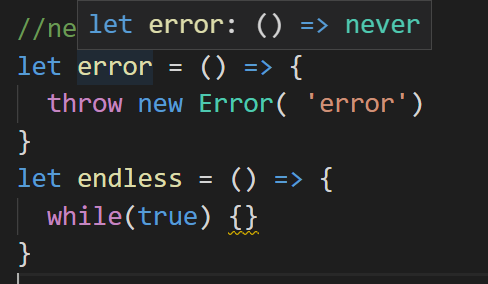 //ne
let error: () => never
let error = () => {
  throw new Error( 'error')
}
let endless = () => {
  while(true) {}
}